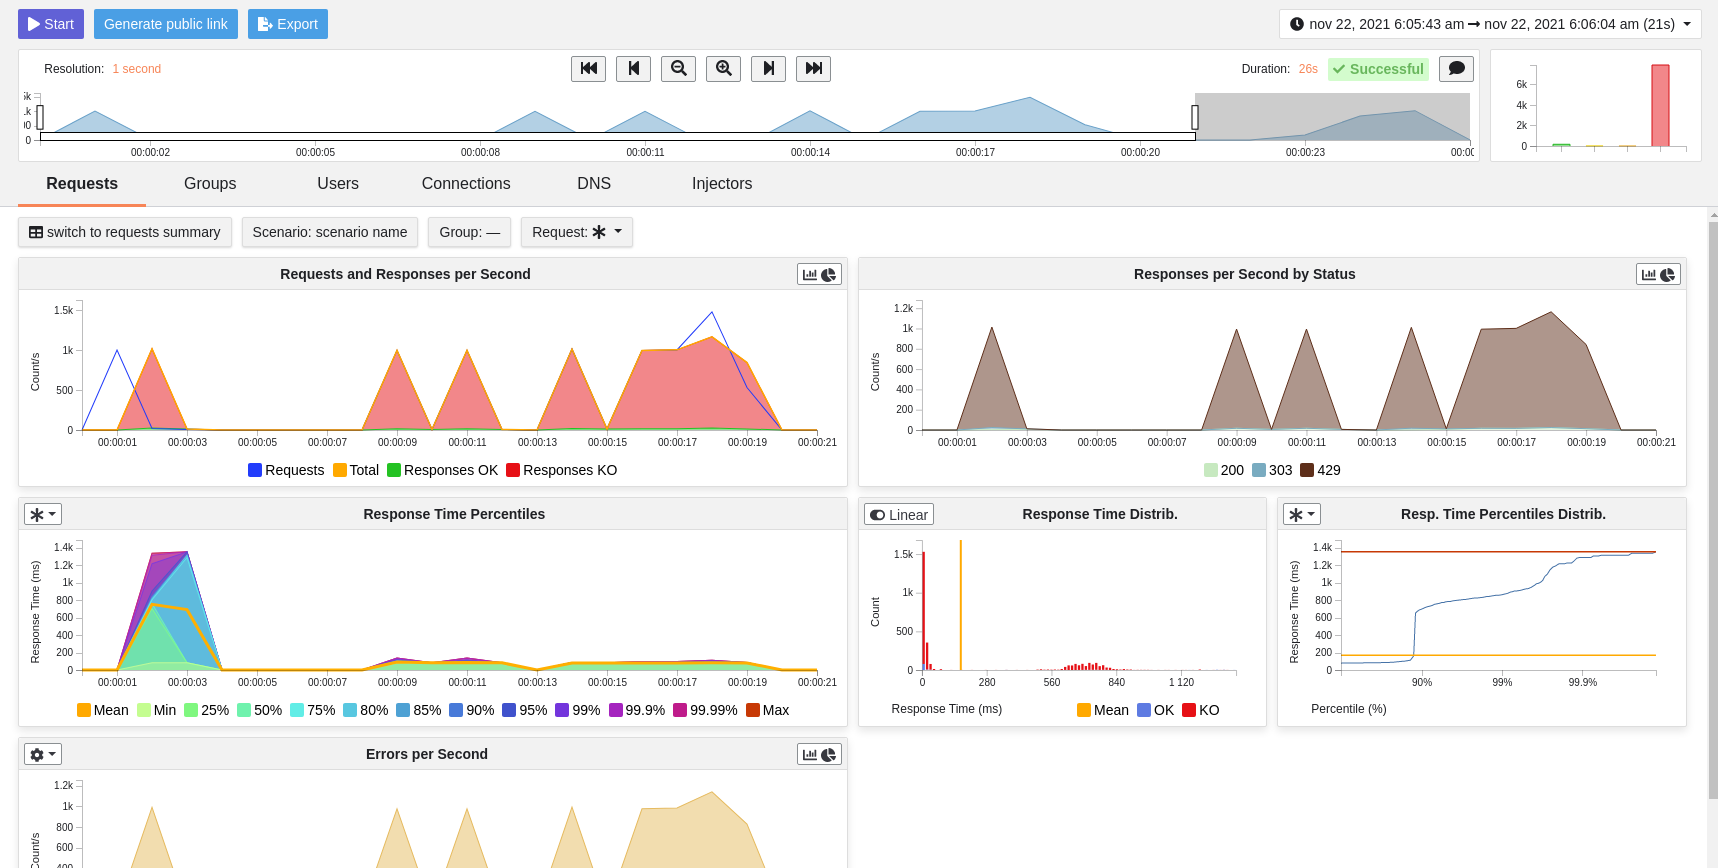 Start
Generate public link
Export
nov 22, 2021 6:05:43 am → nov 22, 2021 6:06:04 am (21s)
Resolution: 1 second
Duration: 26s
Successful
0
00:00:02 00:00:05 00:00:08 00:00:11 00:00:14 00:00:17 00:00:20 00:00:23
6k
4k
2k
0
Requests Groups Users Connections DNS Injectors
switch to requests summary
Scenario: scenario name
Group: —
Request: ✱
Requests and Responses per Second
Count/s
1.5k
1k
500
0
00:00:01 00:00:03 00:00:05 00:00:07 00:00:09 00:00:11 00:00:13 00:00:15 00:00:17 00:00:19 00:00:21
Requests Total Responses OK Responses KO
Responses per Second by Status
Count/s
1.2k
1k
800
600
400
200
0
00:00:01 00:00:03 00:00:05 00:00:07 00:00:09 00:00:11 00:00:13 00:00:15 00:00:17 00:00:19 00:00:21
200 303 429
Response Time Percentiles
Response Time (ms)
1.4k
1.2k
1k
800
600
400
200
0
00:00:01 00:00:03 00:00:05 00:00:07 00:00:09 00:00:11 00:00:13 00:00:15 00:00:17 00:00:19 00:00:21
Mean Min 25% 50% 75% 80% 85% 90% 95% 99% 99.9% 99.99% Max
Linear
Response Time Distrib.
Count
1.5k
1k
500
0
0 280 560 840 1 120
Response Time (ms)
Mean OK KO
Resp. Time Percentiles Distrib.
Response Time (ms)
1.4k
1.2k
1k
800
600
400
200
0
90% 99% 99.9%
Percentile (%)
Errors per Second
Count/s
1.2k
1k
800
600
400